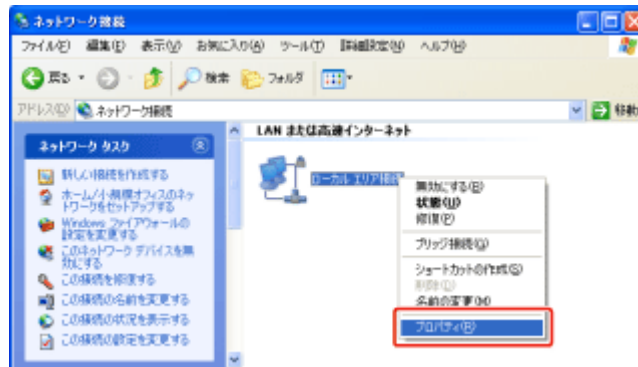 ネットワーク接続
ファイル(F) 編集(E) 表示(V) お気に入り(A) ツール(T) 詳細設定(N) ヘルプ(H)
戻る 検索 フォルダ
アドレス(D) ネットワーク接続 移動
ネットワーク タスク
新しい接続を作成する
ホーム/小規模オフィスのネッ
トワークをセットアップする
Windows ファイアウォールの
設定を変更する
このネットワーク デバイスを無
効にする
この接続を修復する
この接続の名前を変更する
この接続の状況を表示する
この接続の設定を変更する
LAN または高速インターネット
ローカル エリア接続
無効にする(B)
状態(U)
修復(P)
ブリッジ接続(G)
ショートカットの作成(S)
削除(D)
名前の変更(M)
プロパティ(R)